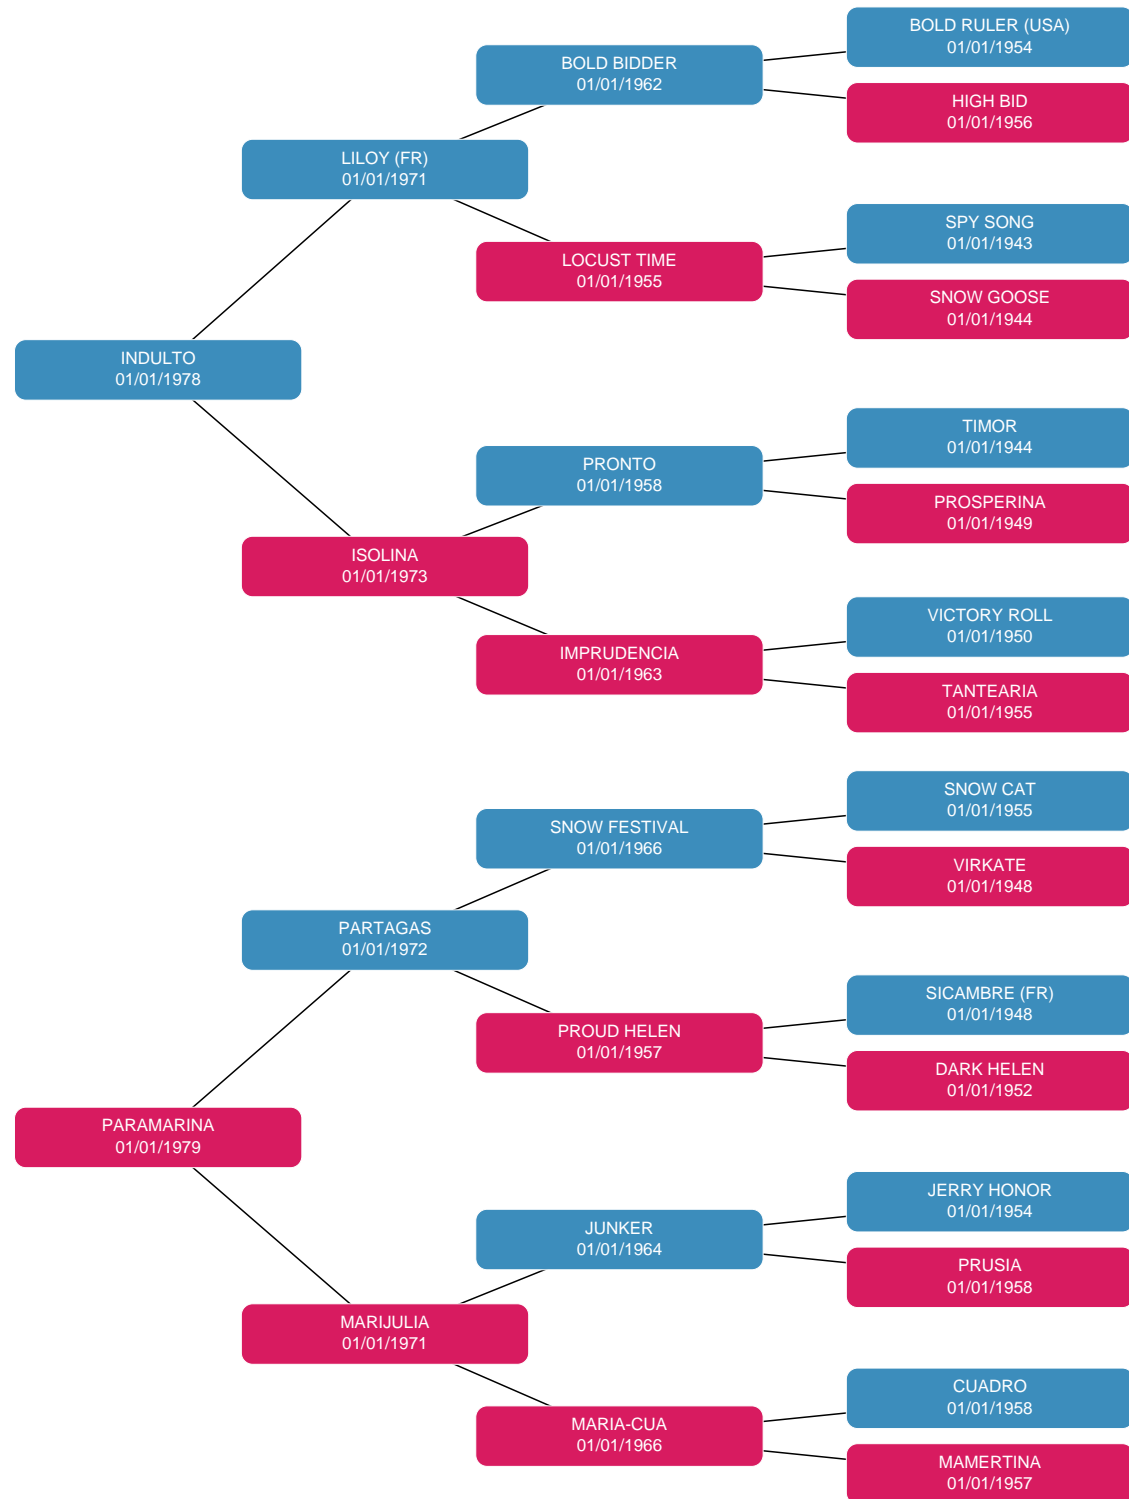 BOLD RULER (USA)
01/01/1954
BOLD BIDDER
01/01/1962
HIGH BID
01/01/1956
LILOY (FR)
01/01/1971
SPY SONG
01/01/1943
LOCUST TIME
01/01/1955
SNOW GOOSE
01/01/1944
INDULTO
01/01/1978
TIMOR
01/01/1944
PRONTO
01/01/1958
PROSPERINA
01/01/1949
ISOLINA
01/01/1973
VICTORY ROLL
01/01/1950
IMPRUDENCIA
01/01/1963
TANTEARIA
01/01/1955
SNOW CAT
01/01/1955
SNOW FESTIVAL
01/01/1966
VIRKATE
01/01/1948
PARTAGAS
01/01/1972
SICAMBRE (FR)
01/01/1948
PROUD HELEN
01/01/1957
DARK HELEN
01/01/1952
PARAMARINA
01/01/1979
JERRY HONOR
01/01/1954
JUNKER
01/01/1964
PRUSIA
01/01/1958
MARIJULIA
01/01/1971
CUADRO
01/01/1958
MARIA-CUA
01/01/1966
MAMERTINA
01/01/1957